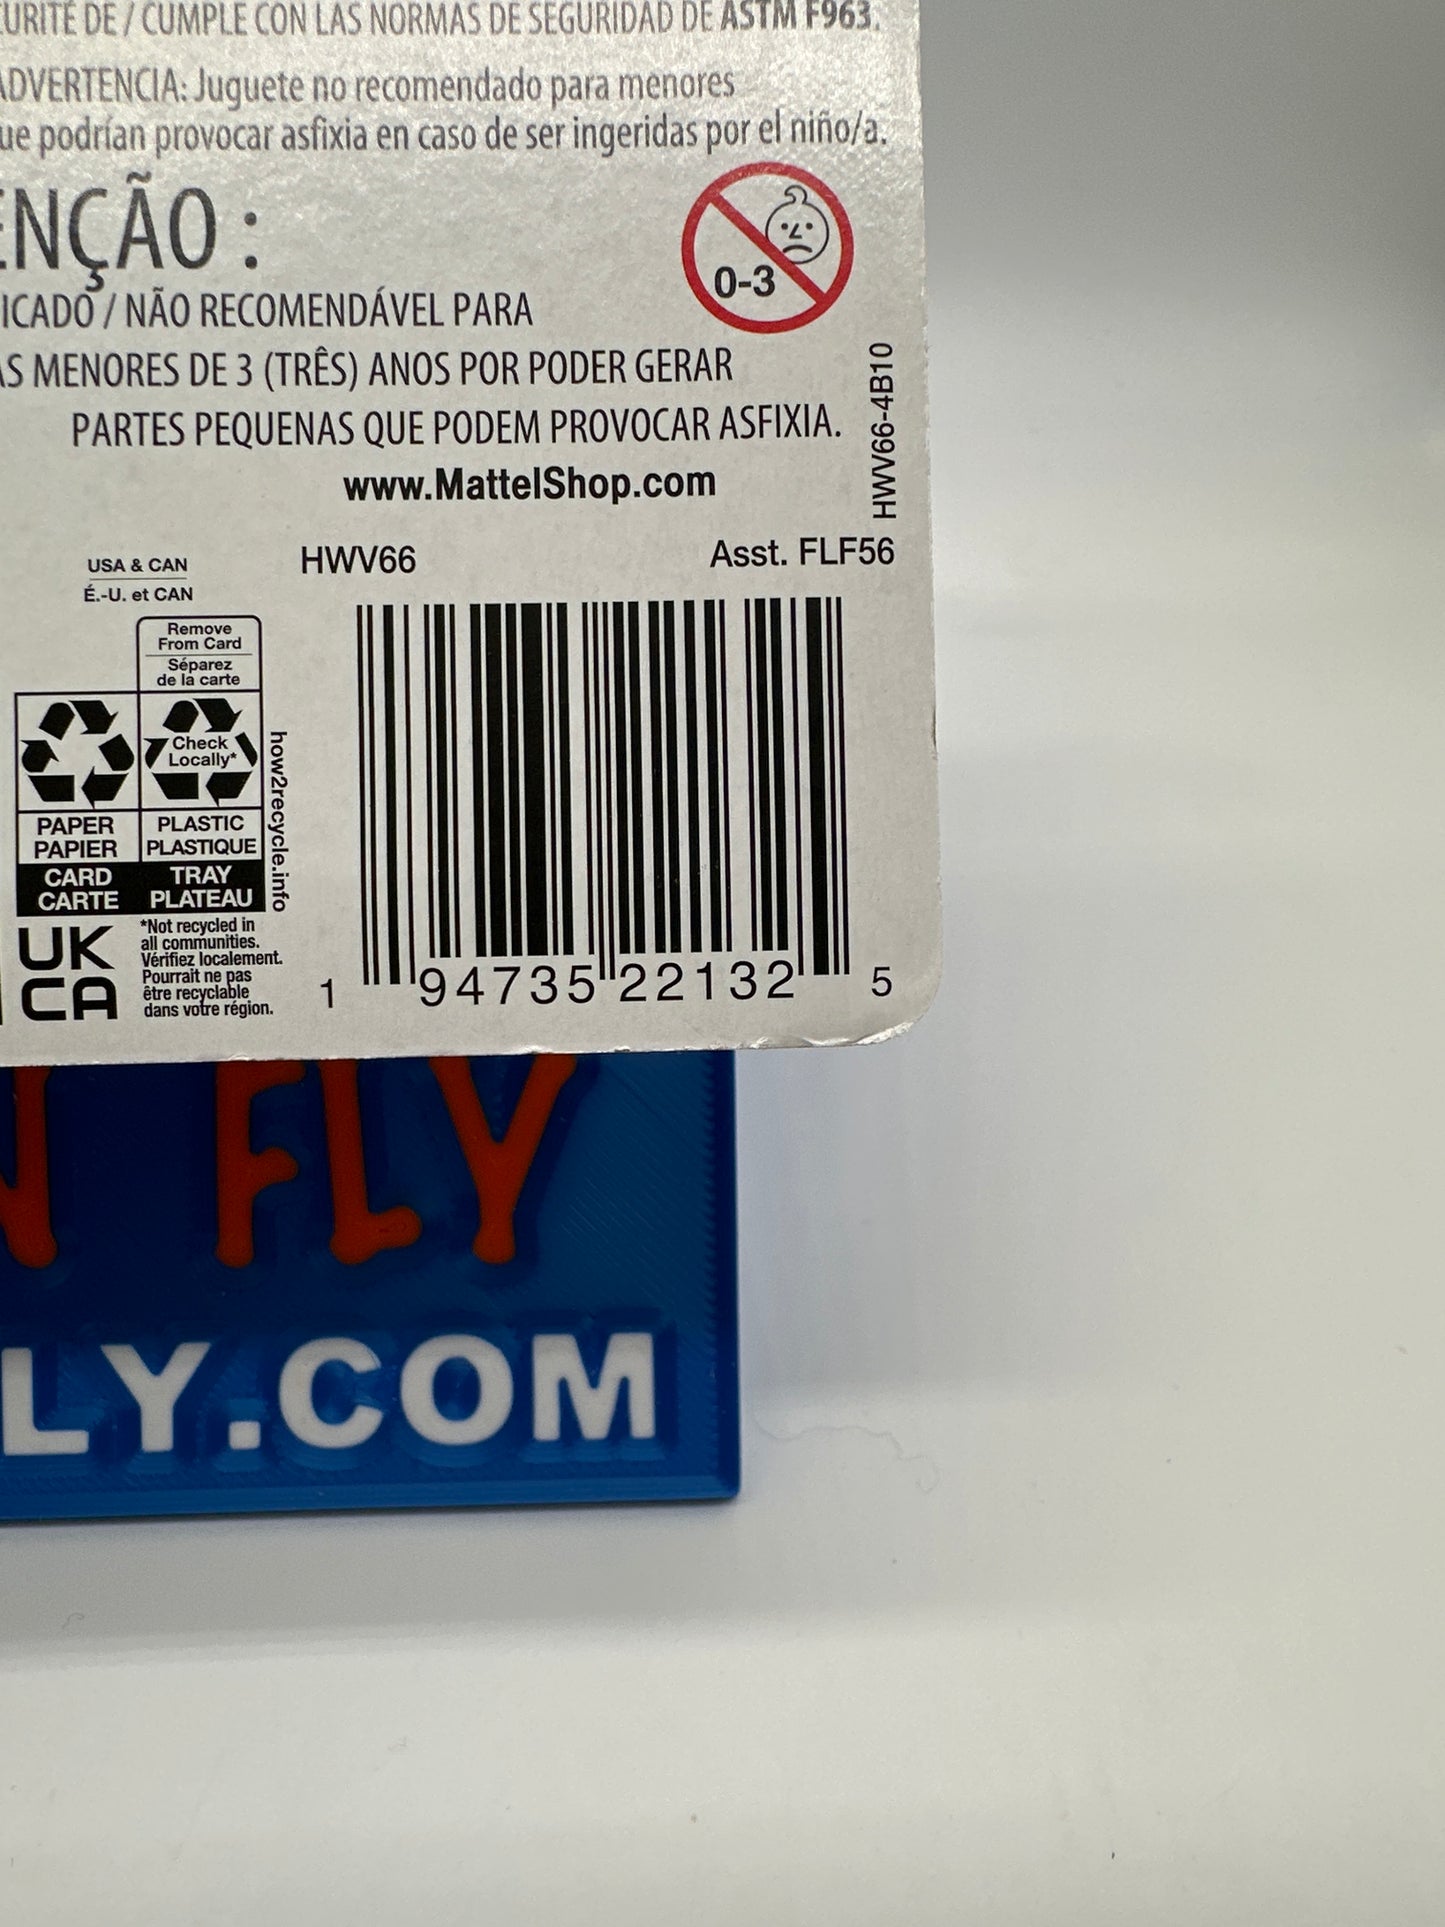 DE / CUMPLE CON LAS NORMAS DE SEGURIDAD DE ASTM F963.
ADVERTENCIA: Juguete no recomendado para menores
que podrían provocar asfixia en caso de ser ingeridas por el niño/a.
ENÇÃO :
ICADO / NÃO RECOMENDÁVEL PARA
AS MENORES DE 3 (TRÊS) ANOS POR PODER GERAR
PARTES PEQUENAS QUE PODEM PROVOCAR ASFIXIA.
0-3
HWV66-4B10
www.MattelShop.com
USA & CAN
É.-U. et CAN
HWV66
Asst. FLF56
Remove
From Card
Séparez
de la carte
Check
Locally*
PAPER
PAPIER
CARD
CARTE
PLASTIC
PLASTIQUE
TRAY
PLATEAU
how2recycle.info
UK
CA
*Not recycled in
all communities.
Vérifiez localement.
Pourrait ne pas
être recyclable
dans votre région.
1 94735 22132 5
N FLY
LY.COM